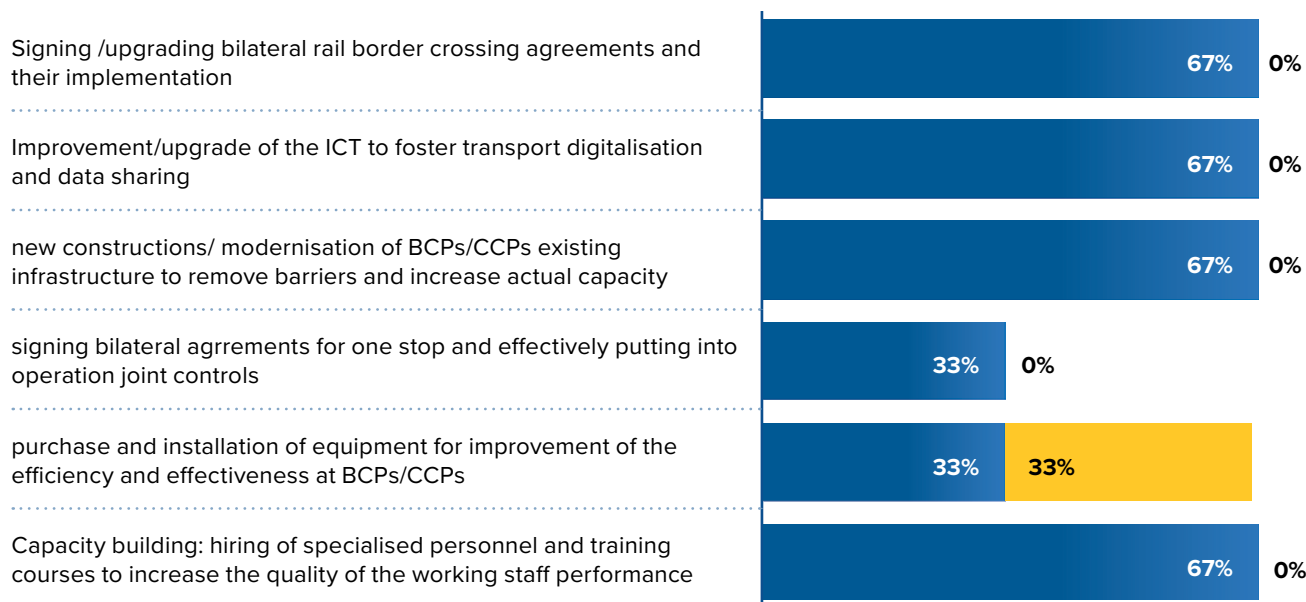 Signing /upgrading bilateral rail border crossing agreements and
their implementation
67% 0%
Improvement/upgrade of the ICT to foster transport digitalisation
and data sharing
67% 0%
new constructions/ modernisation of BCPs/CCPs existing
infrastructure to remove barriers and increase actual capacity
67% 0%
signing bilateral agrrements for one stop and effectively putting into
operation joint controls
33% 0%
purchase and installation of equipment for improvement of the
efficiency and effectiveness at BCPs/CCPs
33% 33%
Capacity building: hiring of specialised personnel and training
courses to increase the quality of the working staff performance
67% 0%